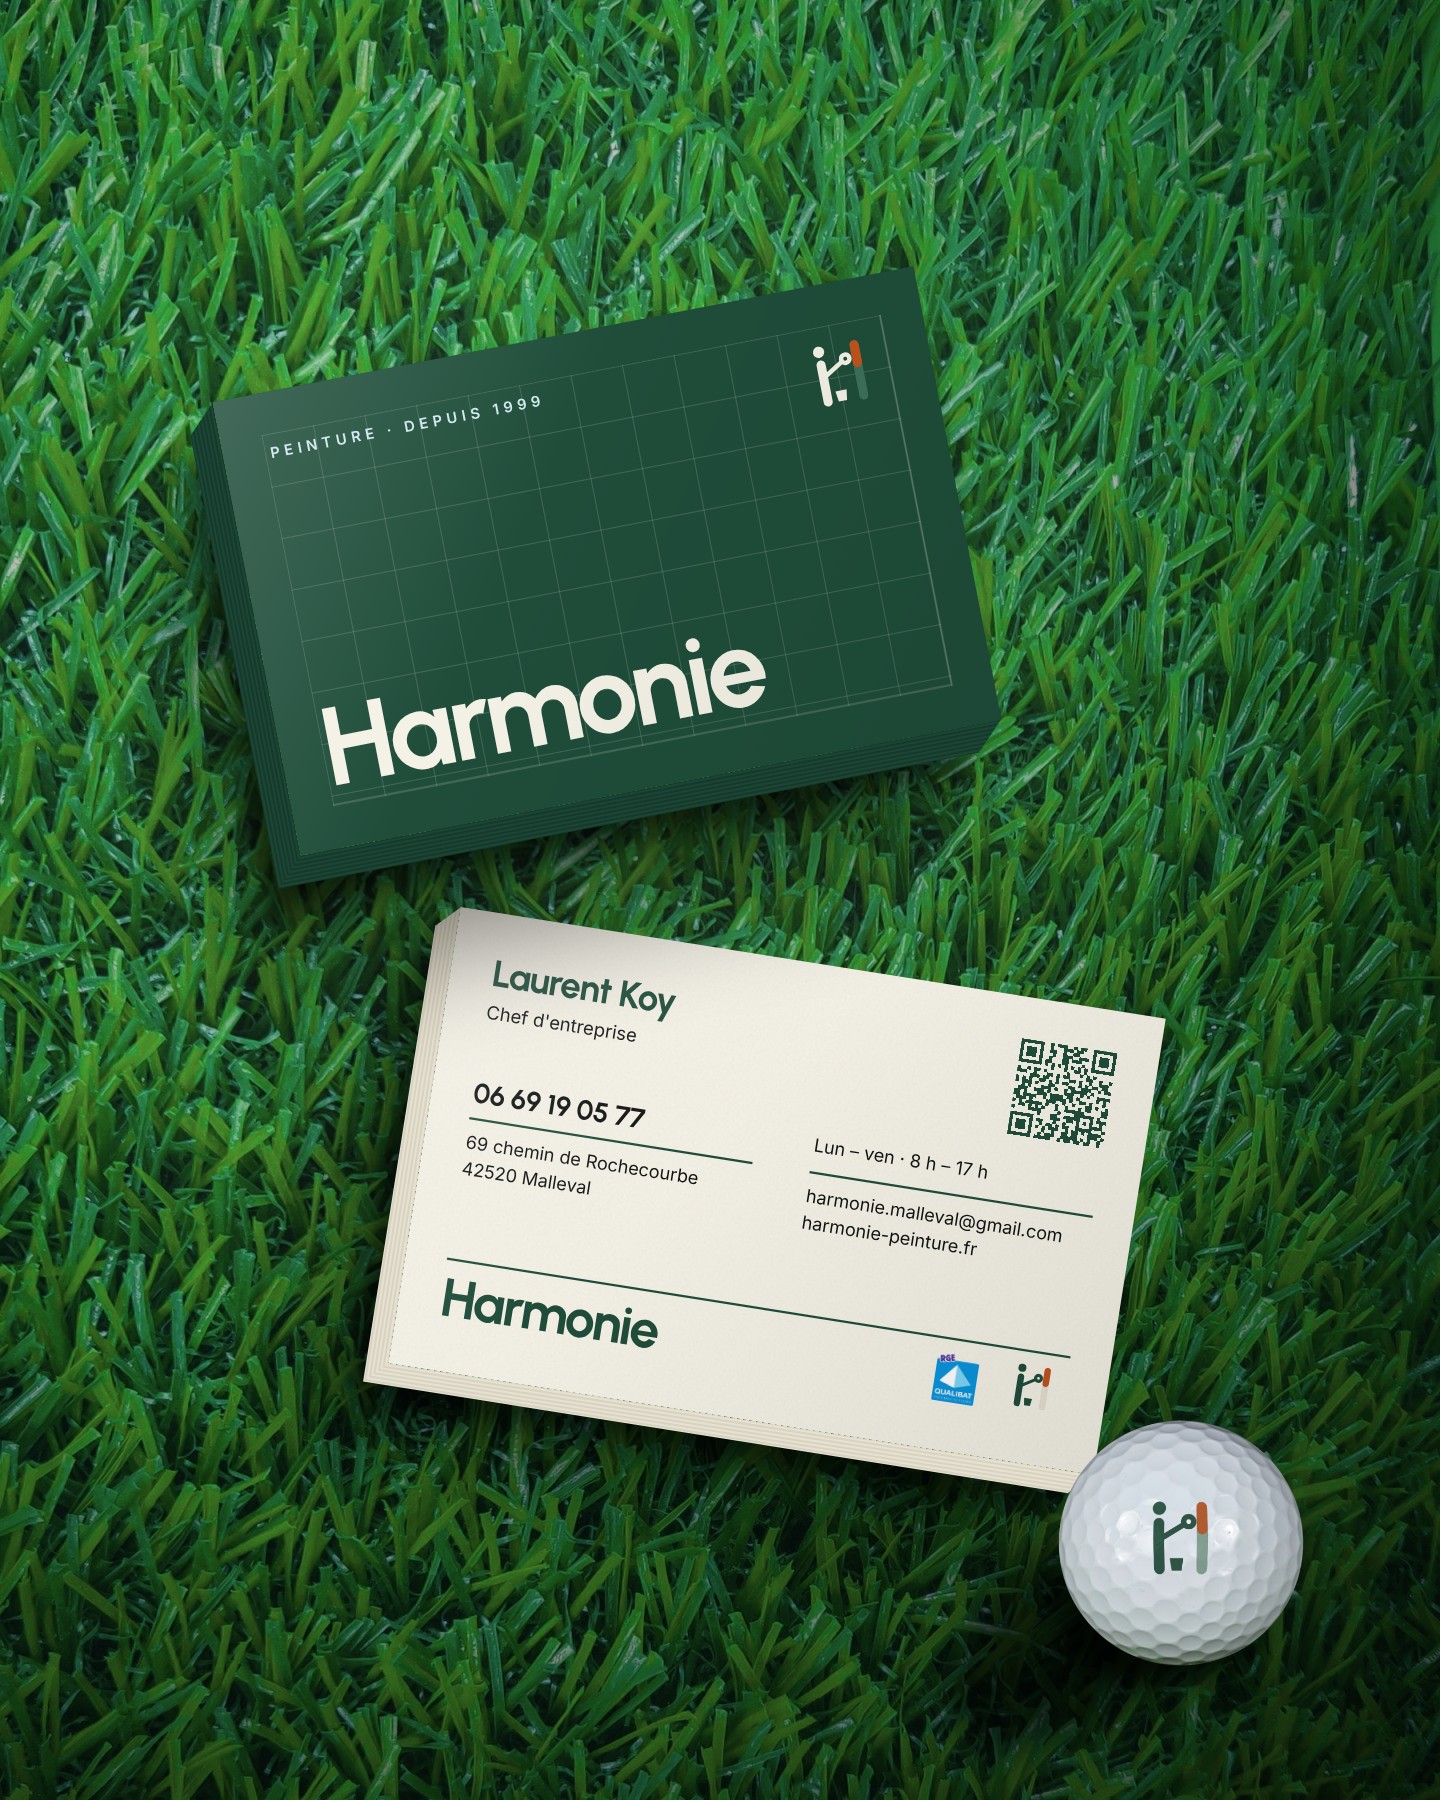 PEINTURE · DEPUIS 1999
Harmonie
Laurent Koy
Chef d'entreprise
06 69 19 05 77
69 chemin de Rochecourbe
42520 Malleval
Lun – ven · 8 h – 17 h
harmonie.malleval@gmail.com
harmonie-peinture.fr
Harmonie
RGE
QUALIBAT